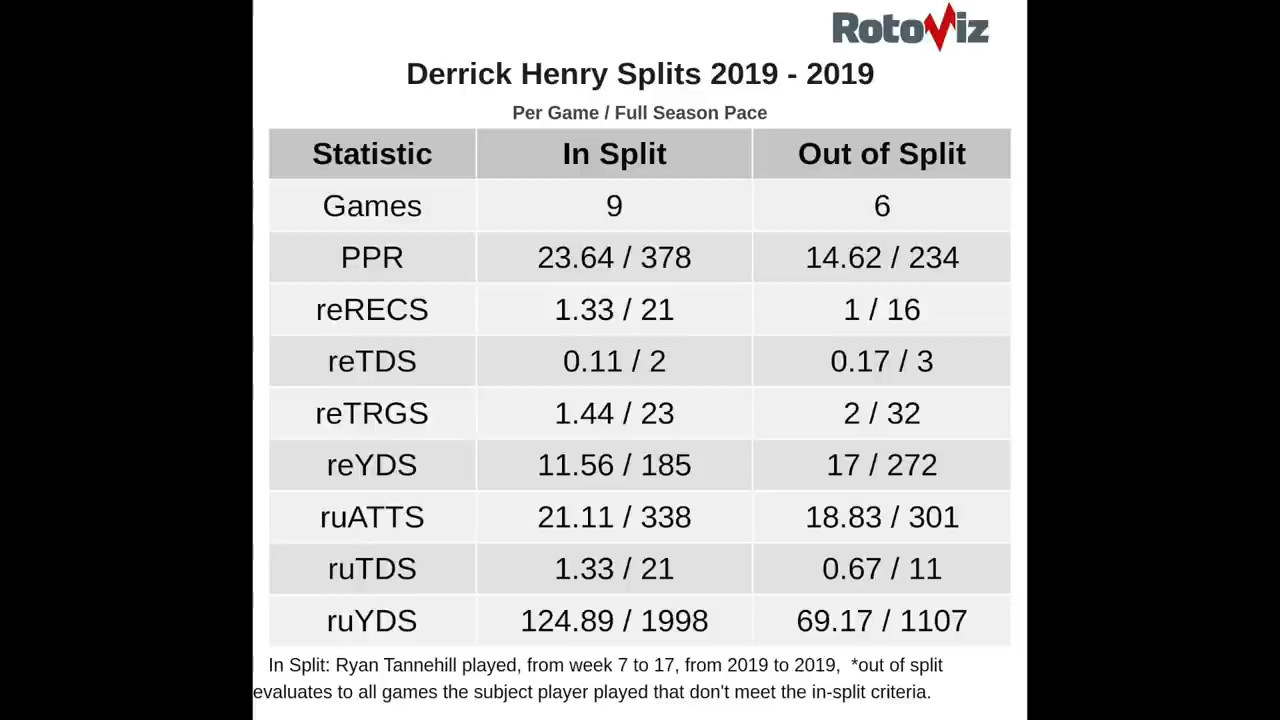 RotoViz
Derrick Henry Splits 2019 - 2019
Per Game / Full Season Pace
Statistic In Split Out of Split
Games 9 6
PPR 23.64 / 378 14.62 / 234
reRECS 1.33 / 21 1 / 16
reTDS 0.11 / 2 0.17 / 3
reTRGS 1.44 / 23 2 / 32
reYDS 11.56 / 185 17 / 272
ruATTS 21.11 / 338 18.83 / 301
ruTDS 1.33 / 21 0.67 / 11
ruYDS 124.89 / 1998 69.17 / 1107
In Split: Ryan Tannehill played, from week 7 to 17, from 2019 to 2019, *out of split
evaluates to all games the subject player played that don't meet the in-split criteria.